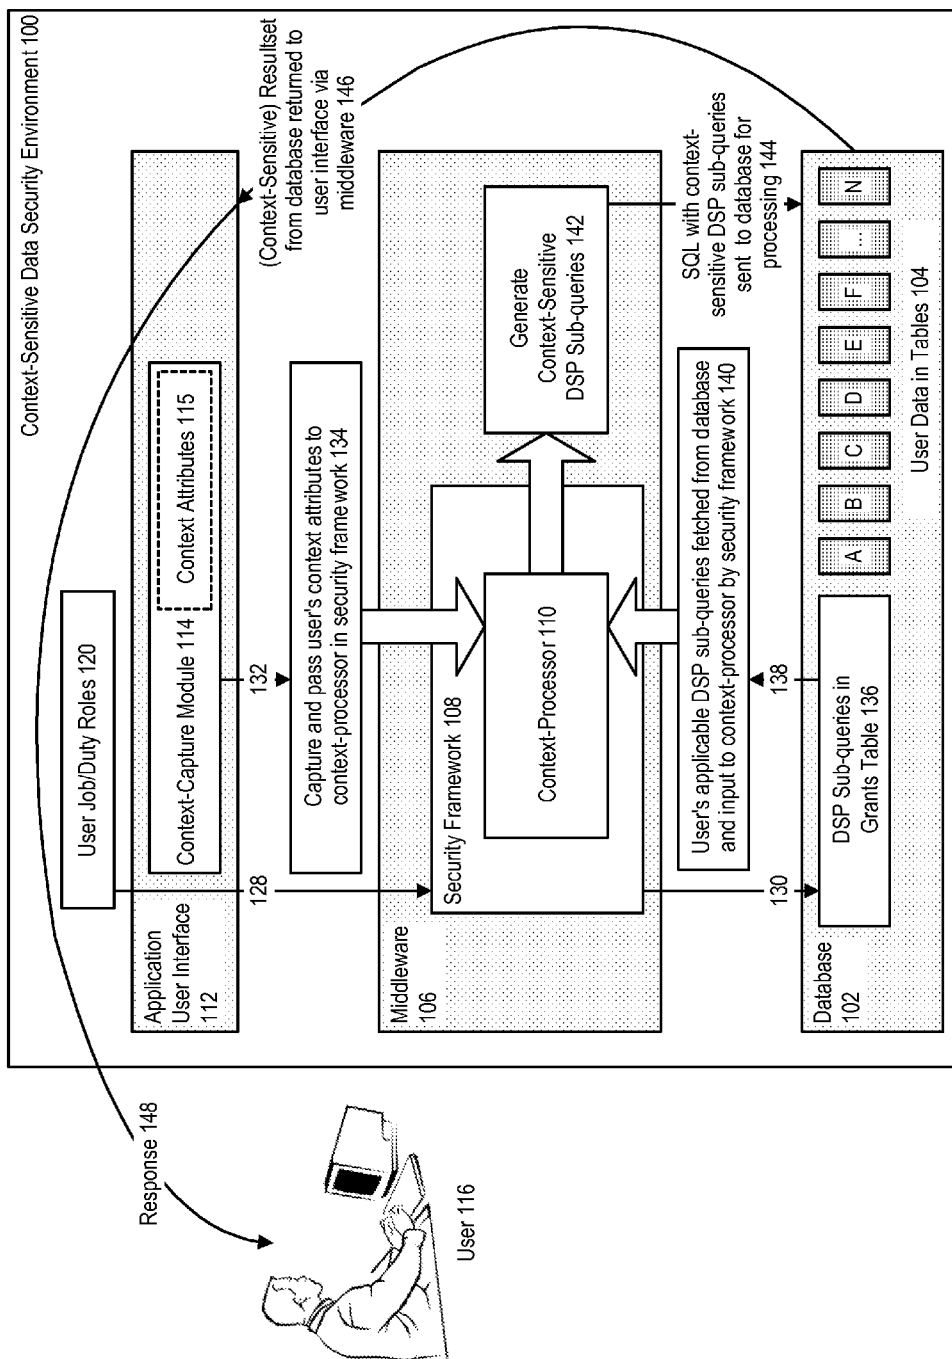 Context-Sensitive Data Security Environment 100
Response 148
User 116
User Job/Duty Roles 120
Application
User Interface
112
Context-Capture Module 114
Context Attributes 115
(Context-Sensitive) Resultset
from database returned to
user interface via
middleware 146
128
132
Capture and pass user's context attributes to
context-processor in security framework 134
Middleware
106
Security Framework 108
Context-Processor 110
Generate
Context-Sensitive
DSP Sub-queries 142
User's applicable DSP sub-queries fetched from database
and input to context-processor by security framework 140
SQL with context-
sensitive DSP sub-queries
sent to database for
processing 144
130
138
Database
102
DSP Sub-queries in
Grants Table 136
A
B
C
D
E
F
...
N
User Data in Tables 104